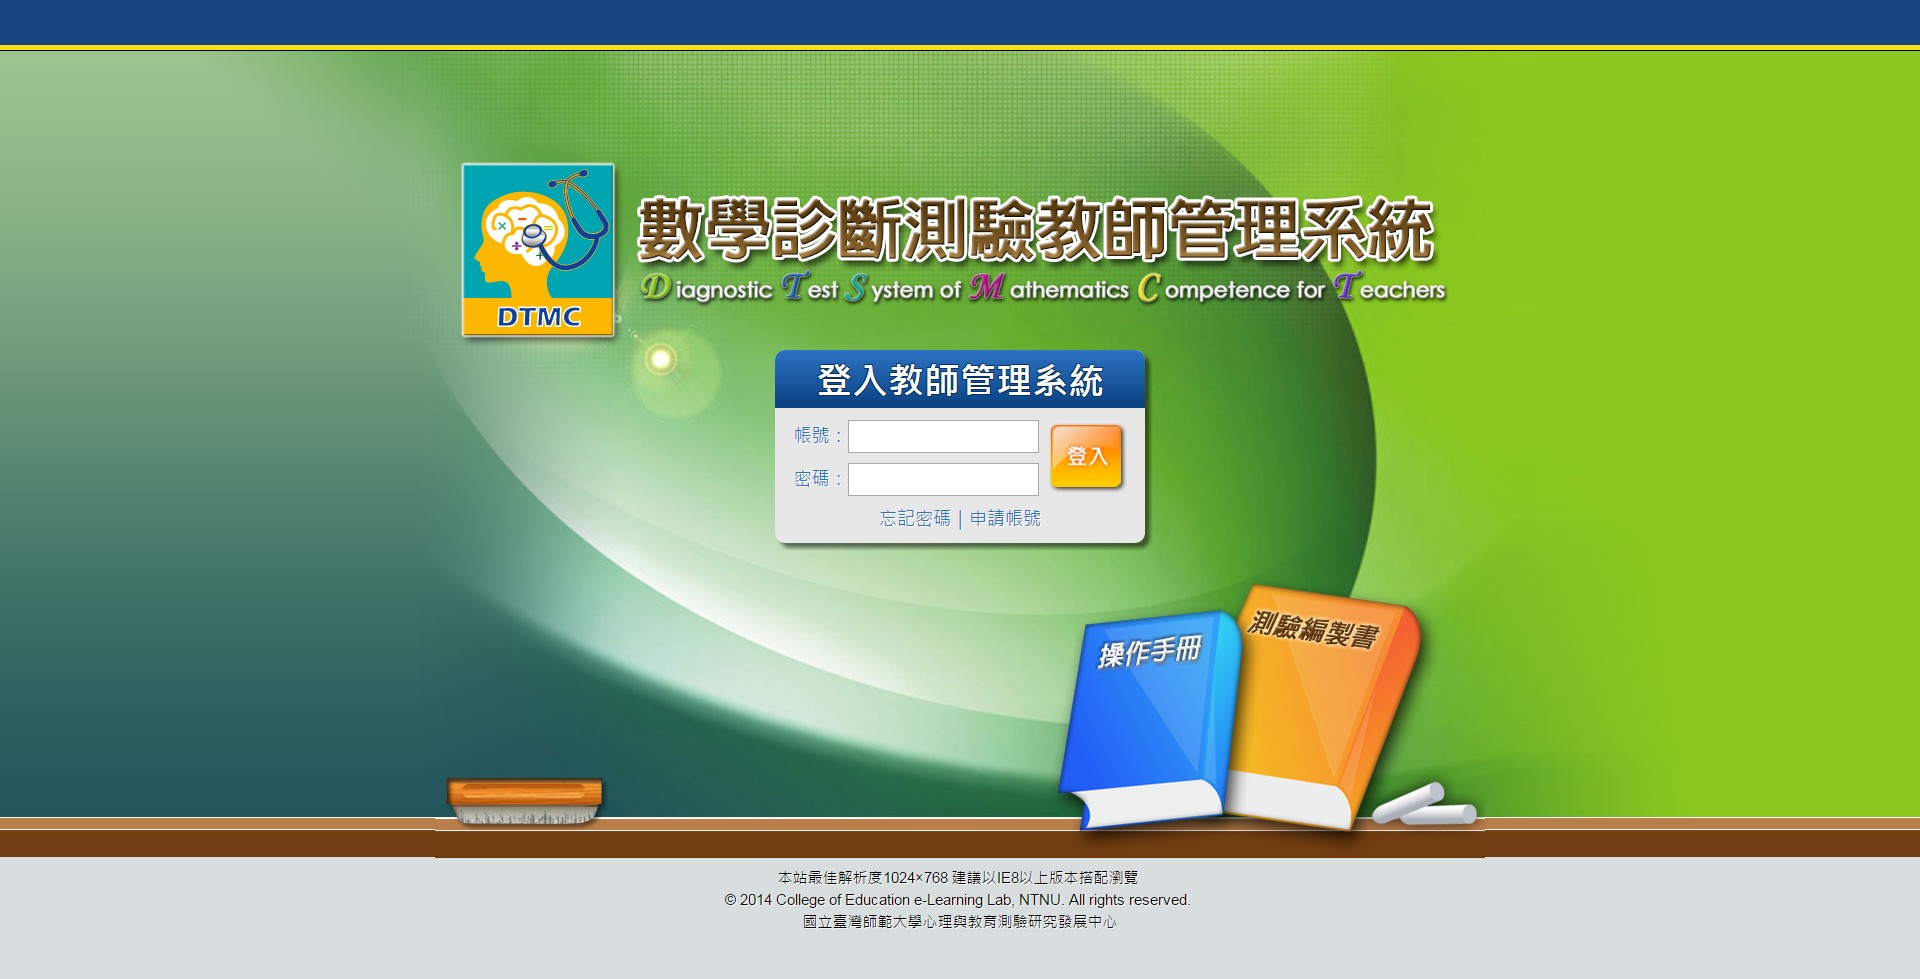 數學診斷測驗教師管理系統
Diagnostic Test System of Mathematics Competence for Teachers
DTMC
登入教師管理系統
帳號：
登入
密碼：
忘記密碼 | 申請帳號
測驗編製書
操作手冊
本站最佳解析度1024×768 建議以IE8以上版本搭配瀏覽
© 2014 College of Education e-Learning Lab, NTNU. All rights reserved.
國立臺灣師範大學心理與教育測驗研究發展中心